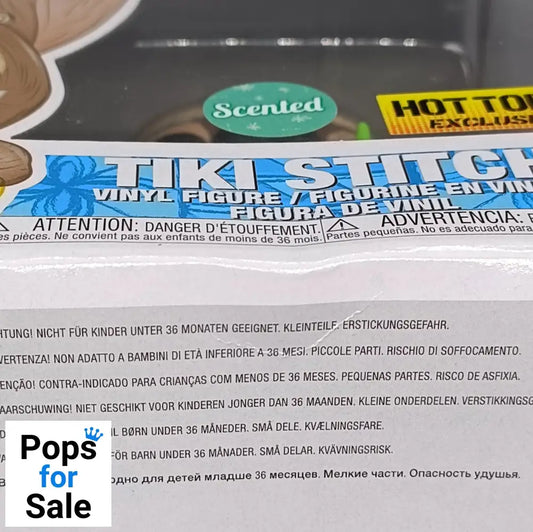 Scented
HOT TO
EXCLUS
TIKI STITCH
VINYL FIGURE / FIGURINE EN VIN
FIGURA DE VINIL
ATTENTION: DANGER D'ÉTOUFFEMENT.
ADVERTENCIA:
es pièces. Ne convient pas aux enfants de moins de 36 mois.
Partes pequeñas. No es adecuado para
HTUNG! NICHT FÜR KINDER UNTER 36 MONATEN GEEIGNET. KLEINTEILE. ERSTICKUNGSGEFAHR.
VERTENZA! NON ADATTO A BAMBINI DI ETÀ INFERIORE A 36 MESI. PICCOLE PARTI. RISCHIO DI SOFFOCAMENTO.
ENÇÃO! CONTRA-INDICADO PARA CRIANÇAS COM MENOS DE 36 MESES. PEQUENAS PARTES. RISCO DE ASFIXIA.
AARSCHUWING! NIET GESCHIKT VOOR KINDEREN JONGER DAN 36 MAANDEN. KLEINE ONDERDELEN. VERSTIKKINGSG
IL BØRN UNDER 36 MÅNEDER. SMÅ DELE. KVÆLNINGSFARE.
FÖR BARN UNDER 36 MÅNADER. SMÅ DELAR. KVÄVNINGSRISK.
одно для детей младше 36 месяцев. Мелкие части. Опасность удушья.
Pops
for
Sale